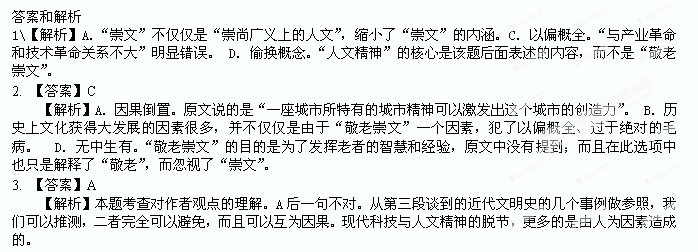 答案和解析
1\【解析】A.“崇文”不仅仅是“崇尚广义上的人文”，缩小了“崇文”的内涵。C.以偏概全。“与产业革命
和技术革命关系不大”明显错误。 D.偷换概念。“人文精神”的核心是该题后面表述的内容，而不是“敬老
崇文”。
2. 【答案】C
【解析】A.因果倒置。原文说的是“一座城市所特有的城市精神可以激发出这个城市的创造力”。 B.历
史上文化获得大发展的因素很多，并不仅仅是由于“敬老崇文”一个因素，犯了以偏概全、过于绝对的毛
病。 D.无中生有。“敬老崇文”的目的是为了发挥老者的智慧和经验，原文中没有提到；而且在此选项中
也只是解释了“敬老”，而忽视了“崇文”。
3. 【答案】A
【解析】本题考查对作者观点的理解。A后一句不对。从第三段谈到的近代文明史的几个事例做参照，我
们可以推测，二者完全可以避免，而且可以互为因果。现代科技与人文精神的脱节，更多的是由人为因素造成
的。